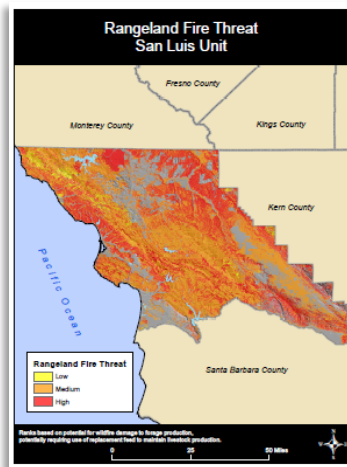 Rangeland Fire Threat
San Luis Unit
Fresno County
Monterey County
Kings County
Kern County
Pacific Ocean
Santa Barbara County
Rangeland Fire Threat
Low
Medium
High
Ranks based on potential for wildfire damage to forage production,
potentially requiring use of replacement feed to maintain livestock production.
0 25 50 Miles